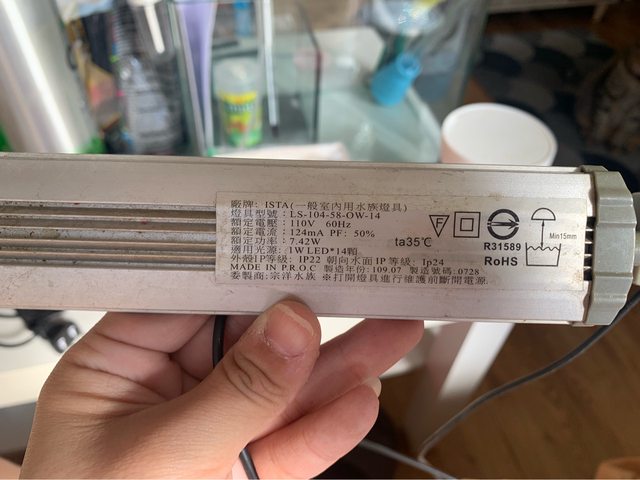 廠牌: ISTA(一般室內用水族燈具)
燈具型號: LS-104-58-OW-14
額定電壓: 110V 60Hz
額定電流: 124mA PF: 50%
額定功率: 7.42W
適用光源: 1W LED*14顆
外殼IP等級: IP22 朝向水面IP等級: Ip24
MADE IN P.R.O.C 製造年份:109.07 製造號碼:0728
委製商: 宗洋水族 ※打開燈具進行維護前斷開電源
ta35℃
F
R31589
RoHS
Min15mm